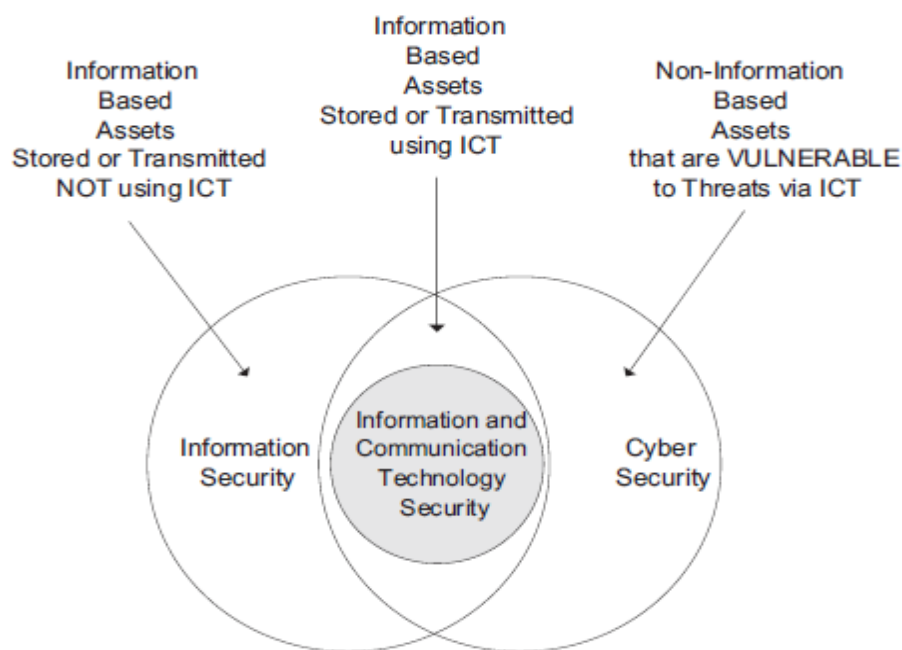 Information
Based
Assets
Stored or Transmitted
NOT using ICT
Information
Based
Assets
Stored or Transmitted
using ICT
Non-Information
Based
Assets
that are VULNERABLE
to Threats via ICT
Information
Security
Information and
Communication
Technology
Security
Cyber
Security